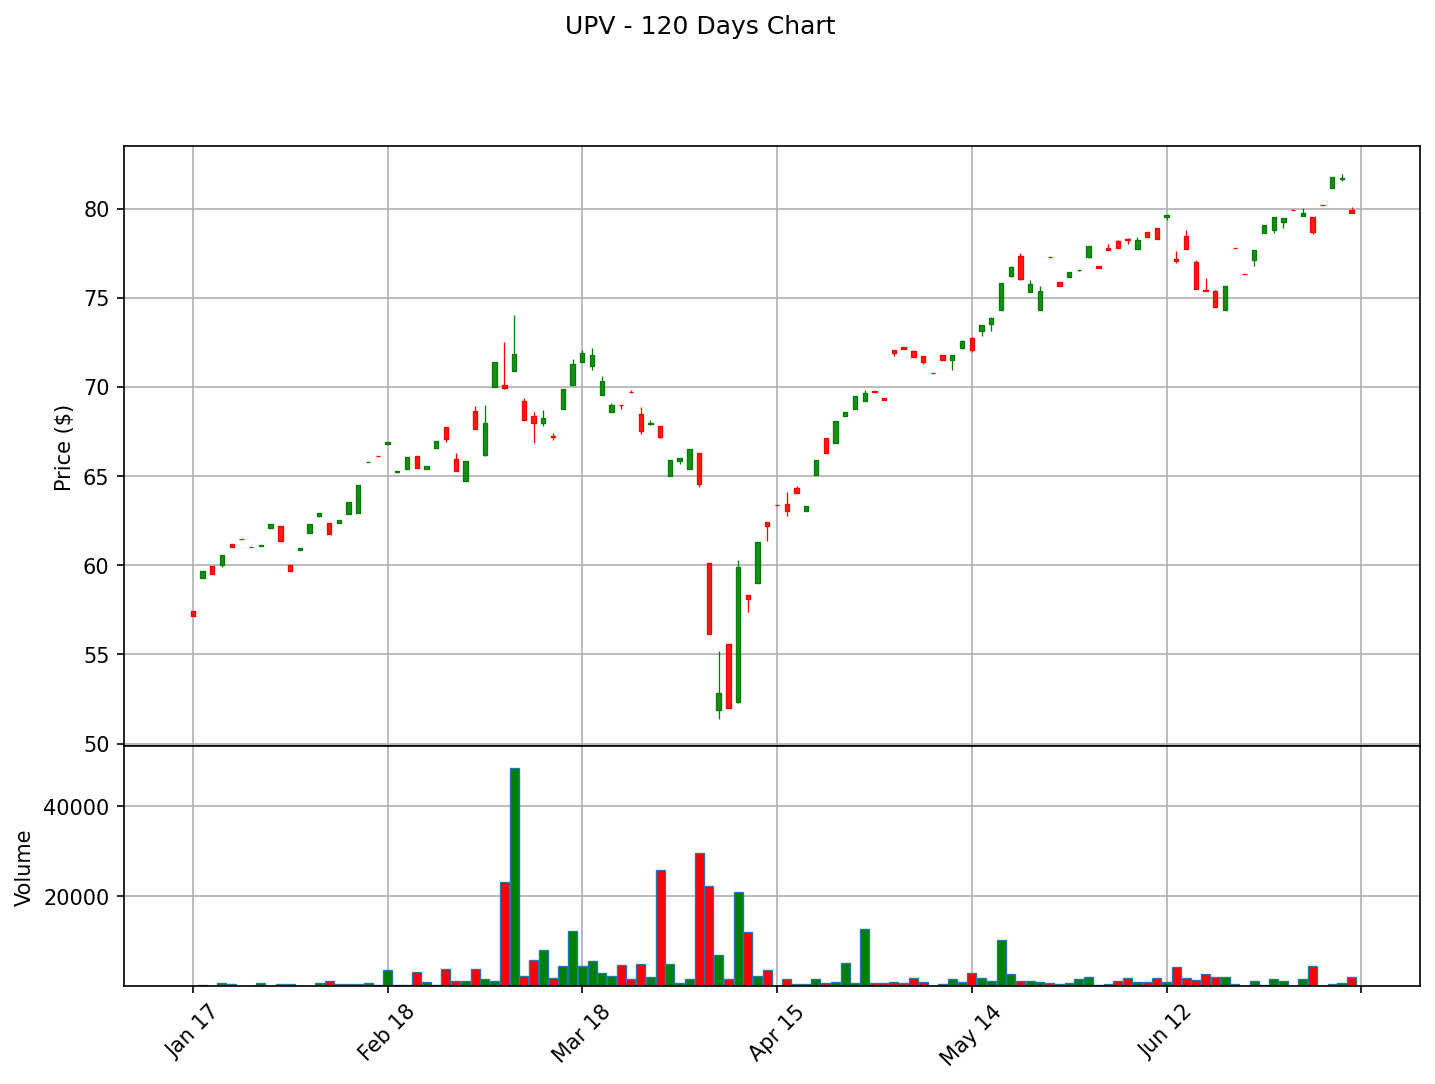 UPV - 120 Days Chart
Price ($)
80
75
70
65
60
55
50
Volume
40000
20000
Jan 17
Feb 18
Mar 18
Apr 15
May 14
Jun 12